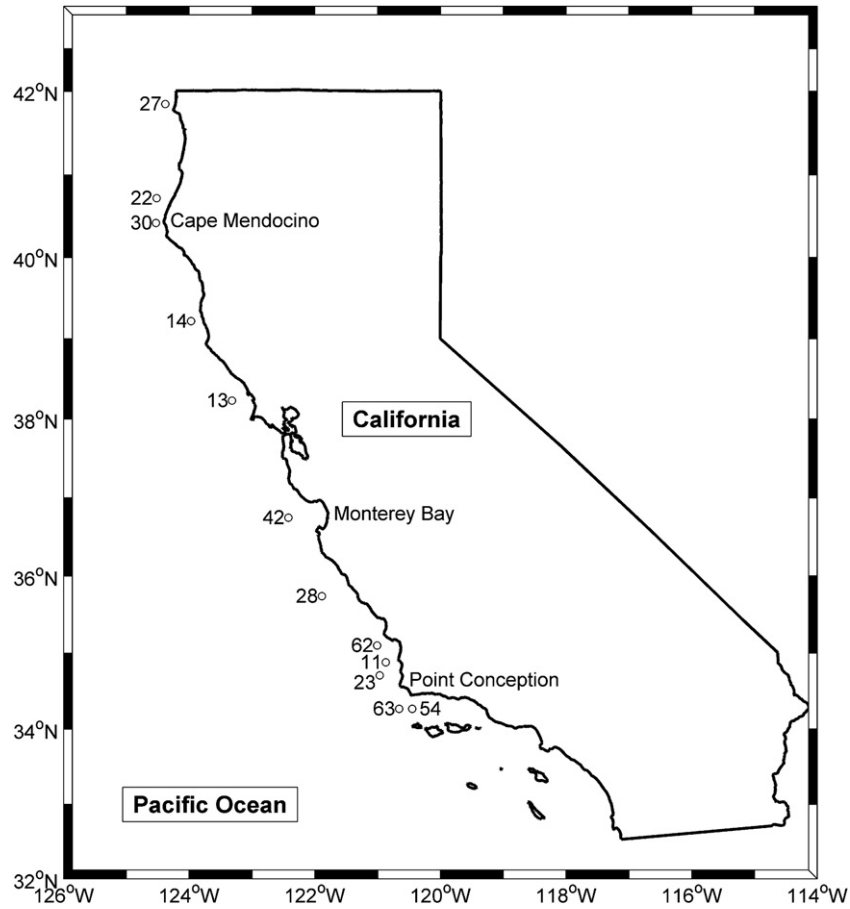 42°N
27
22
30
Cape Mendocino
40°N
14
13
California
38°N
42
Monterey Bay
36°N
28
62
11
23
Point Conception
63
54
34°N
Pacific Ocean
32°N
126°W
124°W
122°W
120°W
118°W
116°W
114°W